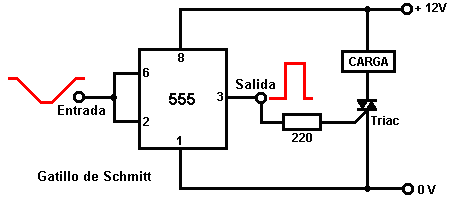 + 12V
8
CARGA
6
555
Salida
3
Entrada
Triac
2
220
1
Gatillo de Schmitt
0 V